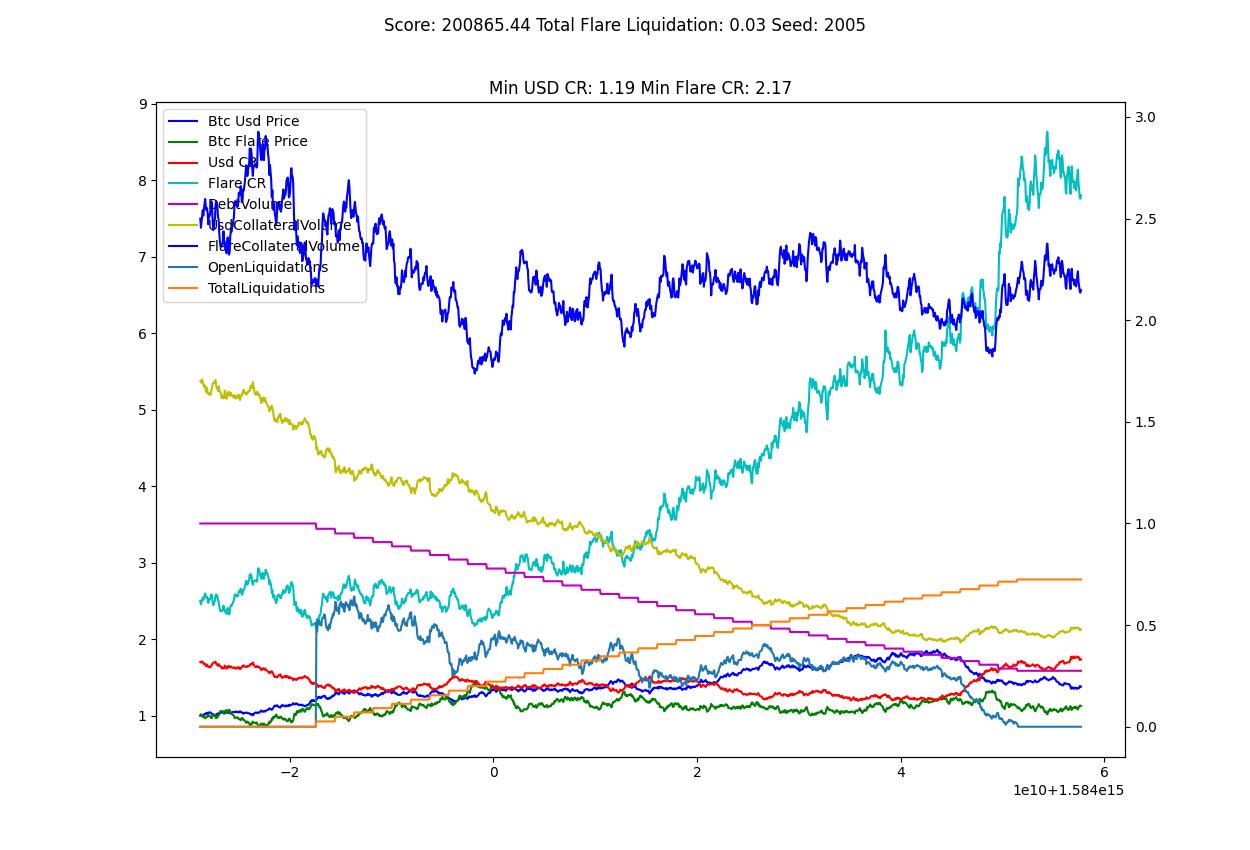 Score: 200865.44 Total Flare Liquidation: 0.03 Seed: 2005
Min USD CR: 1.19 Min Flare CR: 2.17
Btc Usd Price
Btc Flare Price
Usd CR
Flare CR
DebtVolume
UsdCollateralVolume
FlareCollateralVolume
OpenLiquidations
TotalLiquidations
9
8
7
6
5
4
3
2
1
3.0
2.5
2.0
1.5
1.0
0.5
0.0
−2
0
2
4
6
1e10+1.584e15